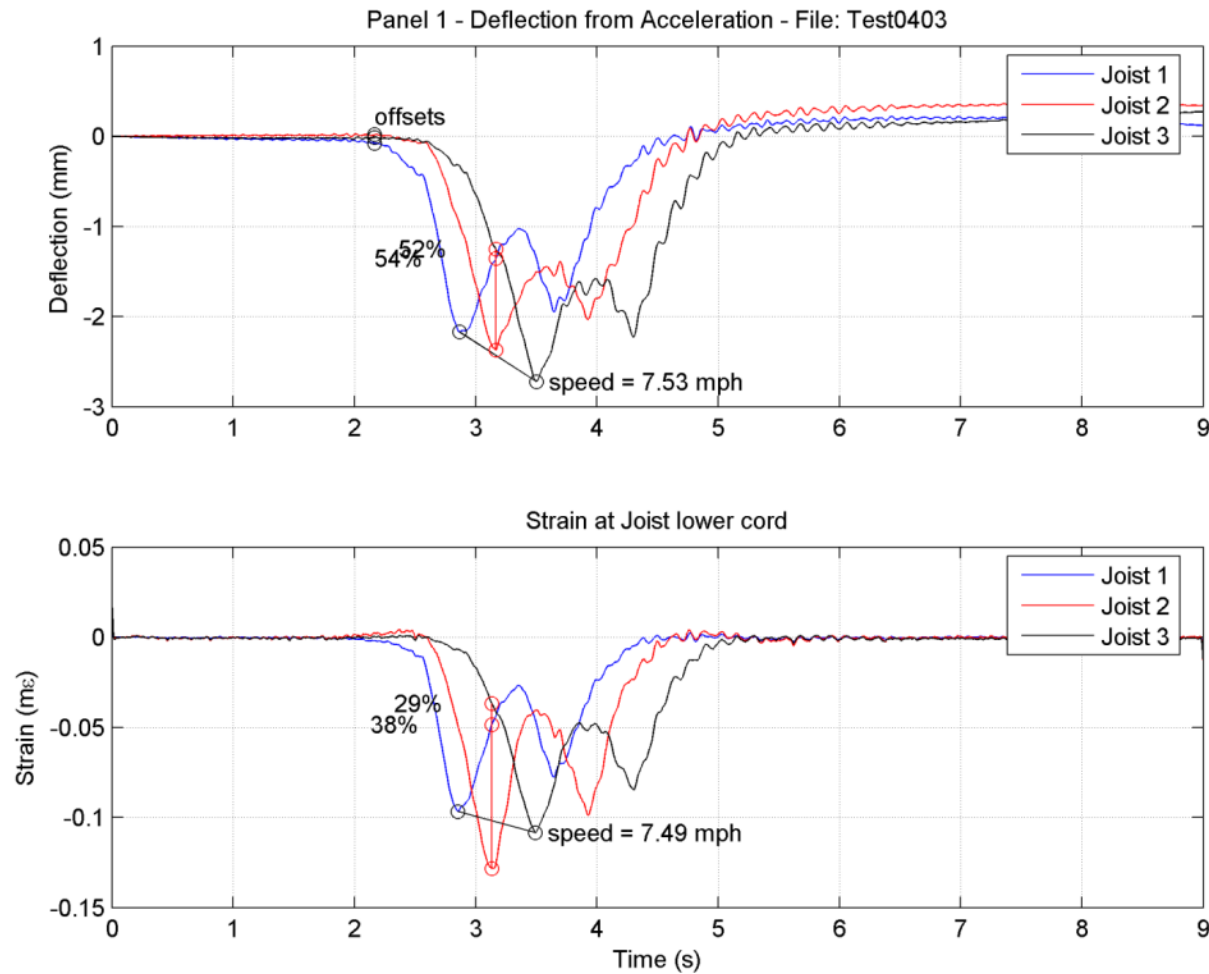 Panel 1 - Deflection from Acceleration - File: Test0403
Deflection (mm)
1
0
-1
-2
-3
0 1 2 3 4 5 6 7 8 9
offsets
52%
54%
speed = 7.53 mph
Joist 1
Joist 2
Joist 3
Strain at Joist lower cord
Strain (mε)
0.05
0
-0.05
-0.1
-0.15
0 1 2 3 4 5 6 7 8 9
29%
38%
speed = 7.49 mph
Joist 1
Joist 2
Joist 3
Time (s)